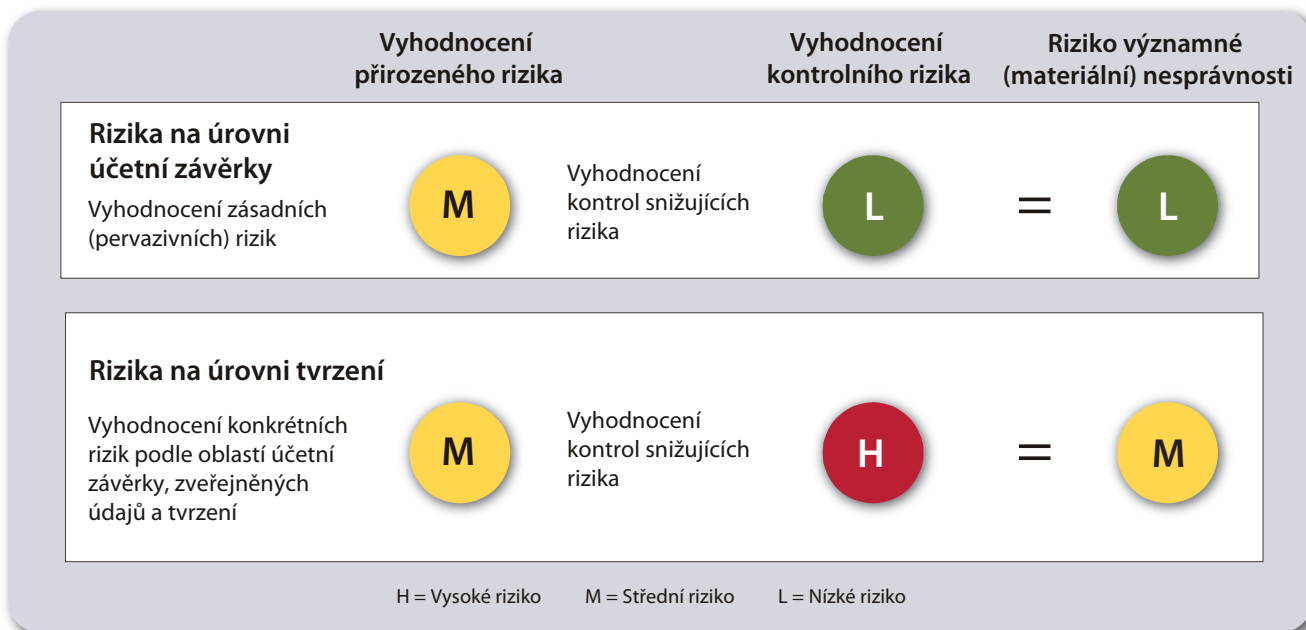 Vyhodnocení
přirozeného rizika
Vyhodnocení
kontrolního rizika
Riziko významné
(materiální) nesprávnosti
Rizika na úrovni
účetní závěrky
Vyhodnocení zásadních
(pervazivních) rizik
M
Vyhodnocení
kontrol snižujících
rizika
L
=
L
Rizika na úrovni tvrzení
Vyhodnocení konkrétních
rizik podle oblastí účetní
závěrky, zveřejněných
údajů a tvrzení
M
Vyhodnocení
kontrol snižujících
rizika
H
=
M
H = Vysoké riziko M = Střední riziko L = Nízké riziko